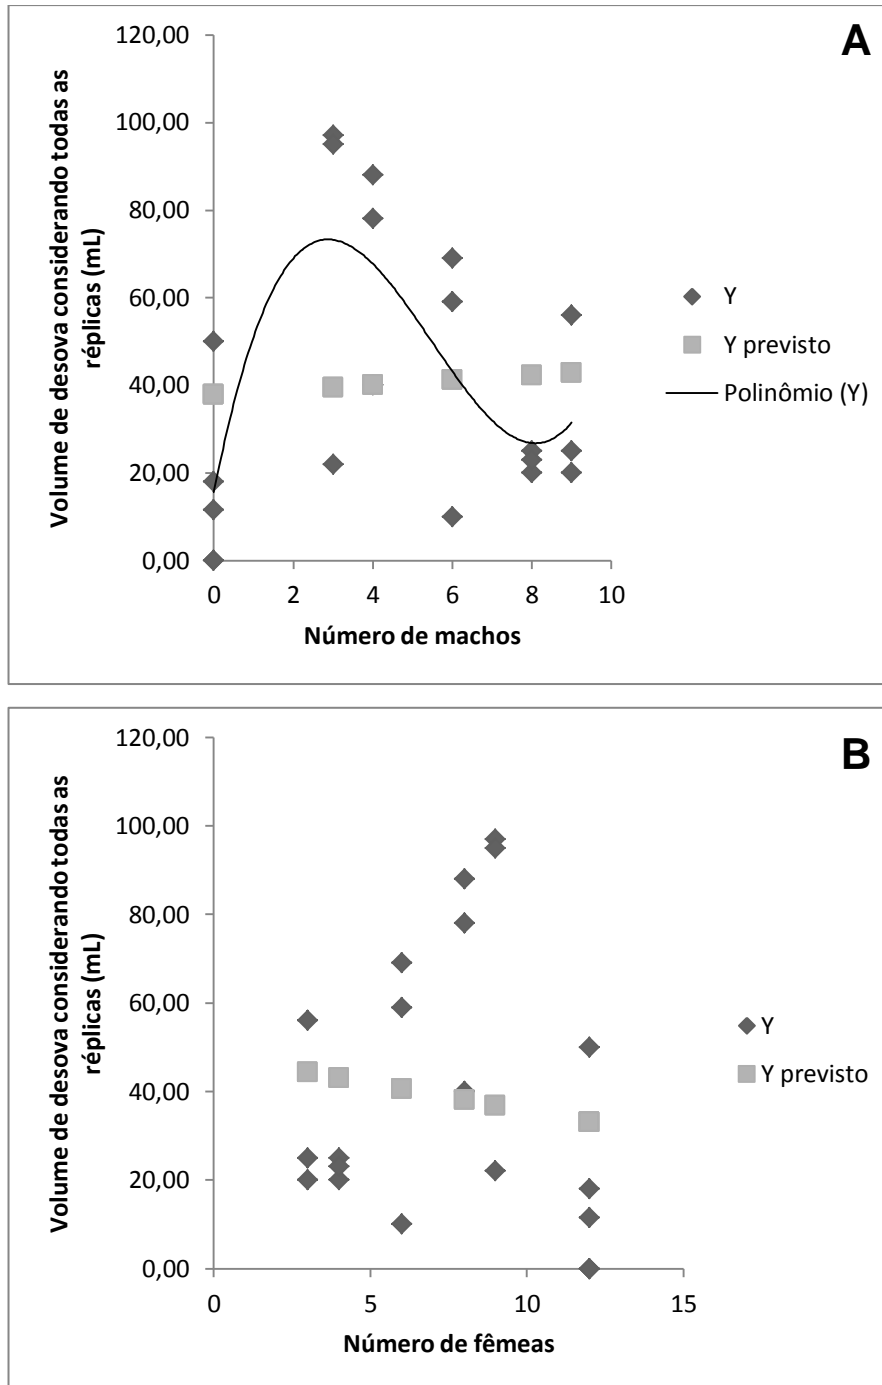 A
Volume de desova considerando todas as
réplicas (mL)
120,00
100,00
80,00
60,00
40,00
20,00
0,00
0 2 4 6 8 10
Número de machos
Y
Y previsto
Polinômio (Y)
B
Volume de desova considerando todas as
réplicas (mL)
120,00
100,00
80,00
60,00
40,00
20,00
0,00
0 5 10 15
Número de fêmeas
Y
Y previsto